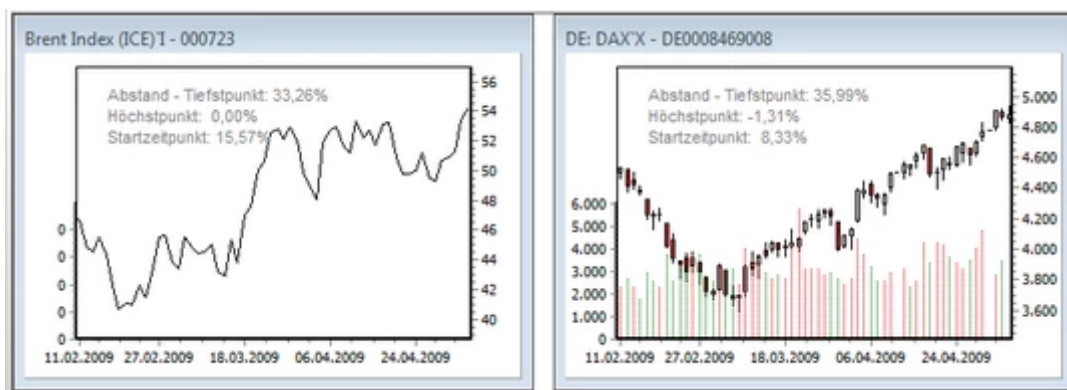 Brent Index (ICE)'I - 000723
Abstand - Tiefstpunkt: 33,26%
Höchstpunkt: 0,00%
Startzeitpunkt: 15,57%
56
54
52
50
48
46
44
42
40
0
0
0
0
0
11.02.2009 27.02.2009 18.03.2009 06.04.2009 24.04.2009
DE: DAX'X - DE0008469008
Abstand - Tiefstpunkt: 35,99%
Höchstpunkt: -1,31%
Startzeitpunkt: 8,33%
5.000
4.800
4.600
4.400
4.200
4.000
3.800
3.600
6.000
5.000
4.000
3.000
2.000
1.000
0
11.02.2009 27.02.2009 18.03.2009 06.04.2009 24.04.2009